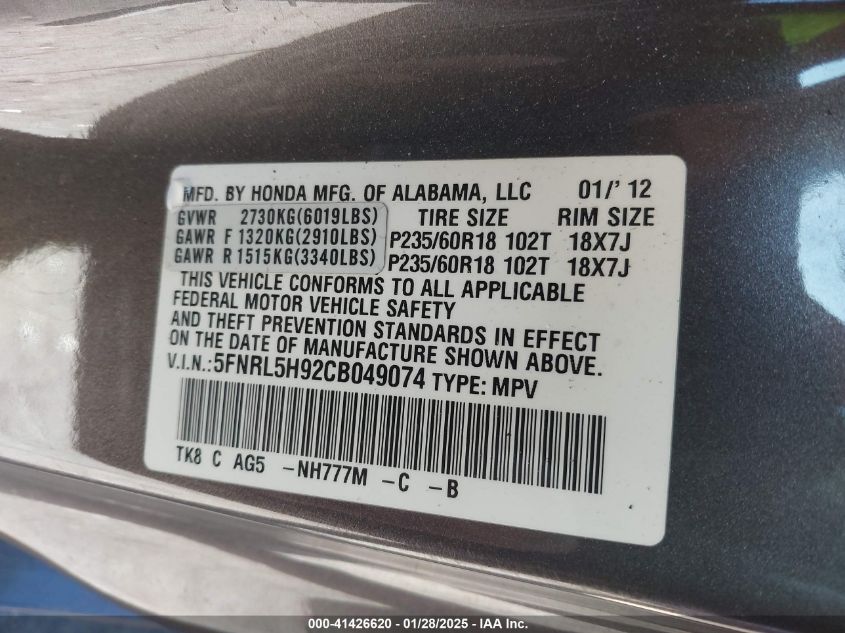 MFD. BY HONDA MFG. OF ALABAMA, LLC 01/' 12
GVWR 2730KG(6019LBS) TIRE SIZE RIM SIZE
GAWR F 1320KG(2910LBS) P235/60R18 102T 18X7J
GAWR R 1515KG(3340LBS) P235/60R18 102T 18X7J
THIS VEHICLE CONFORMS TO ALL APPLICABLE
FEDERAL MOTOR VEHICLE SAFETY
AND THEFT PREVENTION STANDARDS IN EFFECT
ON THE DATE OF MANUFACTURE SHOWN ABOVE.
V.I.N.:5FNRL5H92CB049074 TYPE: MPV
TK8 C AG5 -NH777M -C -B
000-41426620 - 01/28/2025 - IAA Inc.